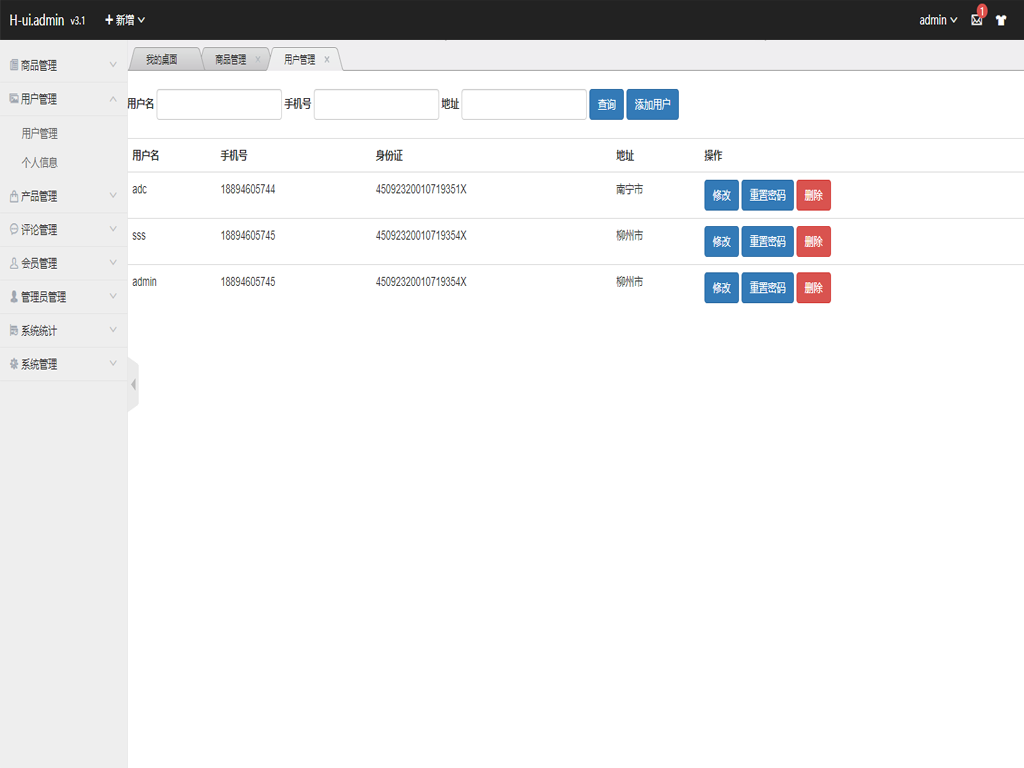 H-ui.admin v3.1 新增 admin 1
商品管理
用户管理
用户管理
个人信息
产品管理
评论管理
会员管理
管理员管理
系统统计
系统管理
我的桌面 商品管理 x 用户管理 x
用户名 手机号 地址 查询 添加用户
用户名 手机号 身份证 地址 操作
adc 18894605744 45092320010719351X 南宁市 修改 重置密码 删除
sss 18894605745 45092320010719354X 柳州市 修改 重置密码 删除
admin 18894605745 45092320010719354X 柳州市 修改 重置密码 删除